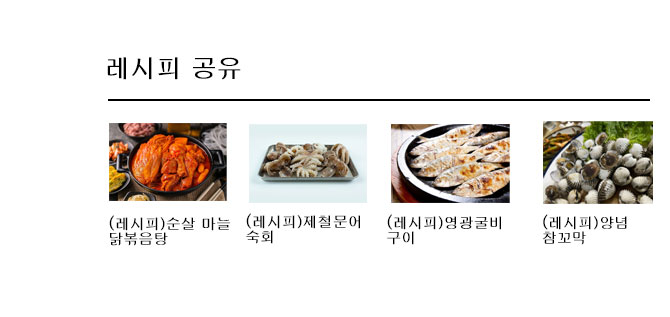 레시피 공유
(레시피)순살 마늘
닭볶음탕
(레시피)제철문어
숙회
(레시피)영광굴비
구이
(레시피)양념
참꼬막